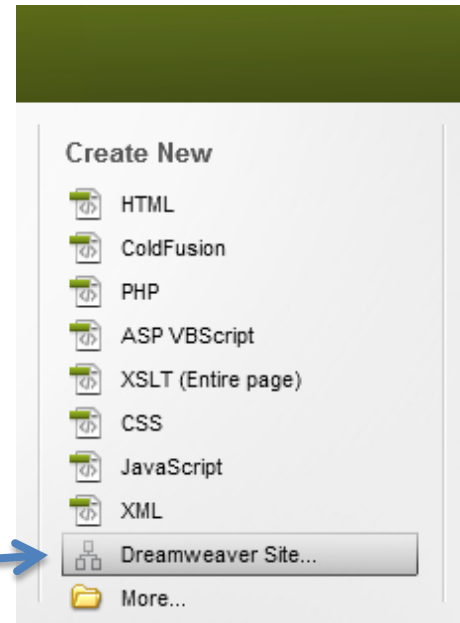 Create New
HTML
ColdFusion
PHP
ASP VBScript
XSLT (Entire page)
CSS
JavaScript
XML
Dreamweaver Site...
More...